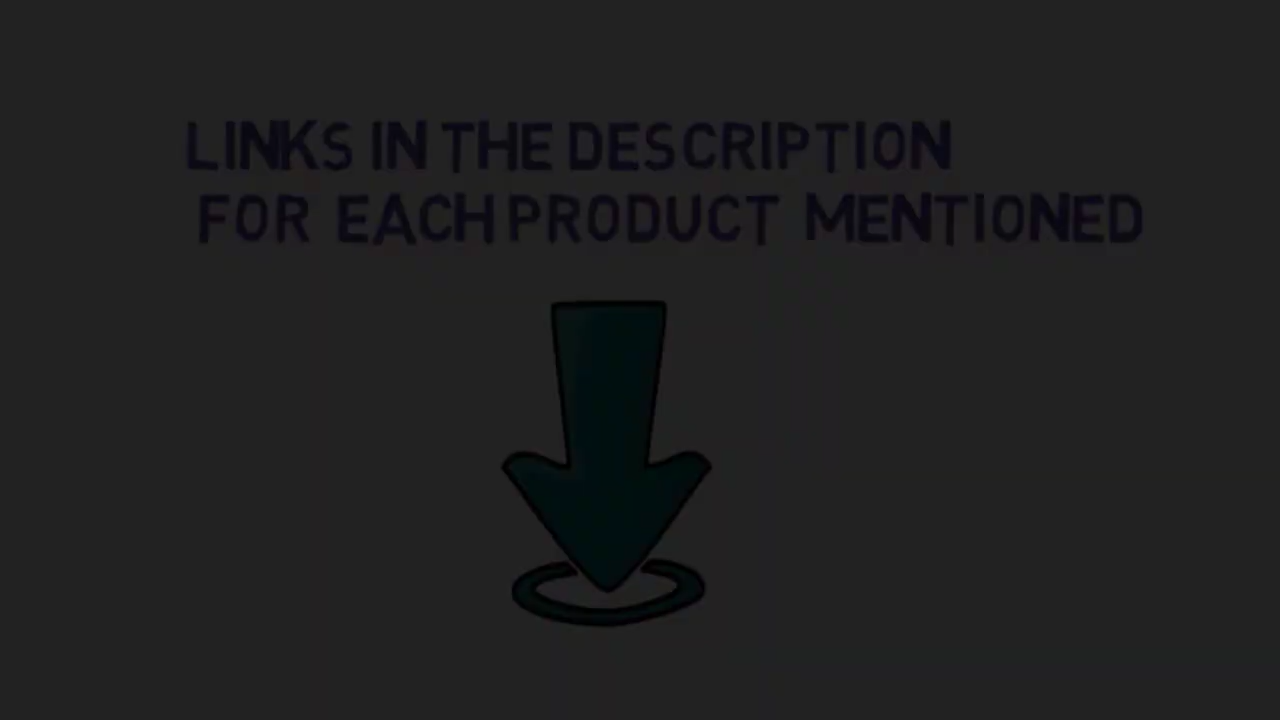 LINKS IN THE DESCRIPTION
FOR EACH PRODUCT MENTIONED